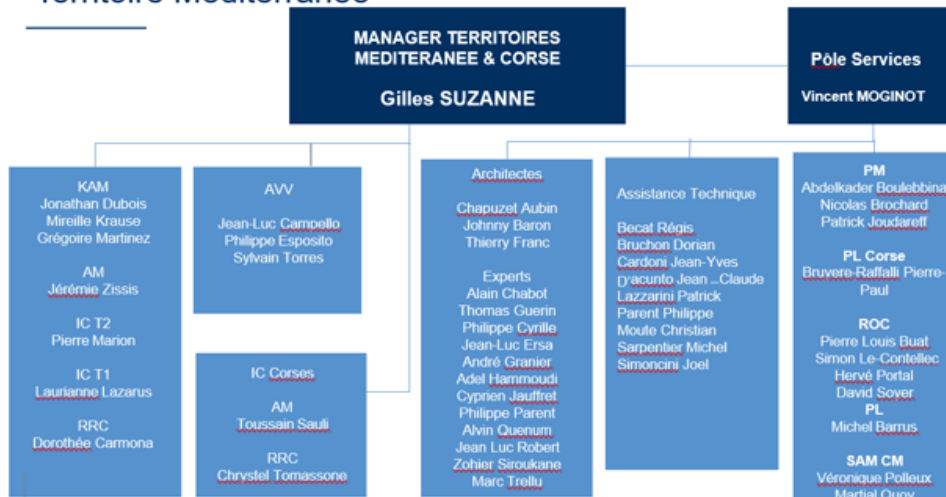 Territoire Méditerranée
MANAGER TERRITOIRES
MEDITERANEE & CORSE
Gilles SUZANNE
Pôle Services
Vincent MOGINOT
KAM
Jonathan Dubois
Mireille Krause
Grégoire Martinez
AM
Jérémie Zissis
IC T2
Pierre Marion
IC T1
Laurianne Lazarus
RRC
Dorothée Carmona
AVV
Jean-Luc Campello
Philippe Esposito
Sylvain Torres
IC Corses
AM
Toussain Sauli
RRC
Chrystel Tomassone
Architectes
Chapuzet Aubin
Johnny Baron
Thierry Franc
Experts
Alain Chabot
Thomas Guerin
Philippe Cyrille
Jean-Luc Ersa
André Granier
Adel Hammoudi
Cyprien Jauffret
Philippe Parent
Alvin Quenum
Jean Luc Robert
Zohier Siroukane
Marc Trellu
Assistance Technique
Becat Régis
Bruchon Dorian
Cardoni Jean-Yves
D'acunto Jean ..Claude
Lazzarini Patrick
Parent Philippe
Moute Christian
Sarpentier Michel
Simoncini Joel
PM
Abdelkader Boulebbina
Nicolas Brochard
Patrick Joudareff
PL Corse
Bruyere-Raffalli Pierre-
Paul
ROC
Pierre Louis Buat
Simon Le-Contellec
Hervé Portal
David Soyer
PL
Michel Barrus
SAM CM
Véronique Polleux
Martial Quoy